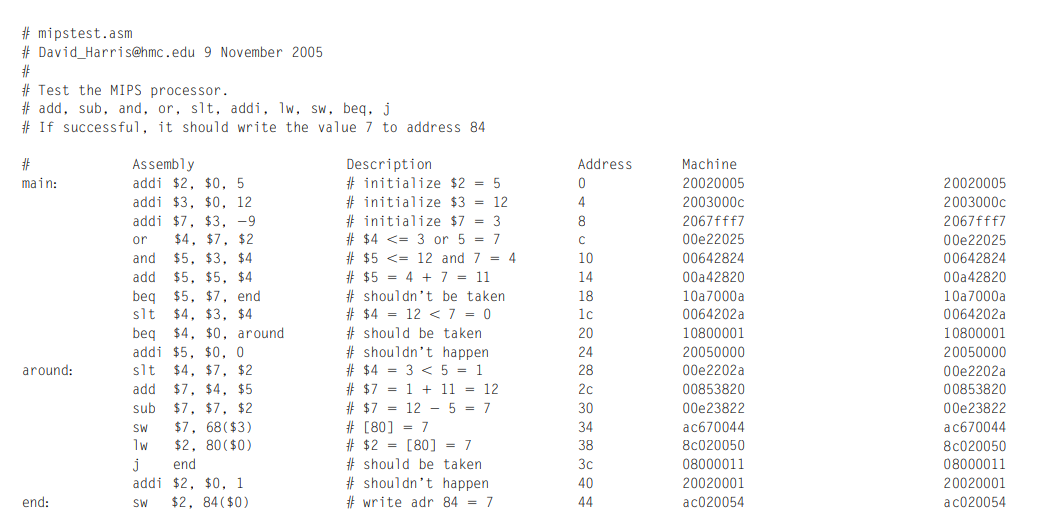 # mipstest.asm
# David_Harris@hmc.edu 9 November 2005
#
# Test the MIPS processor.
# add, sub, and, or, slt, addi, lw, sw, beq, j
# If successful, it should write the value 7 to address 84
# Assembly Description Address Machine
main: addi $2, $0, 5 # initialize $2 = 5 0 20020005 20020005
addi $3, $0, 12 # initialize $3 = 12 4 2003000c 2003000c
addi $7, $3, −9 # initialize $7 = 3 8 2067fff7 2067fff7
or $4, $7, $2 # $4 <= 3 or 5 = 7 c 00e22025 00e22025
and $5, $3, $4 # $5 <= 12 and 7 = 4 10 00642824 00642824
add $5, $5, $4 # $5 = 4 + 7 = 11 14 00a42820 00a42820
beq $5, $7, end # shouldn't be taken 18 10a7000a 10a7000a
slt $4, $3, $4 # $4 = 12 < 7 = 0 1c 0064202a 0064202a
beq $4, $0, around # should be taken 20 10800001 10800001
addi $5, $0, 0 # shouldn't happen 24 20050000 20050000
around: slt $4, $7, $2 # $4 = 3 < 5 = 1 28 00e2202a 00e2202a
add $7, $4, $5 # $7 = 1 + 11 = 12 2c 00853820 00853820
sub $7, $7, $2 # $7 = 12 − 5 = 7 30 00e23822 00e23822
sw $7, 68($3) # [80] = 7 34 ac670044 ac670044
lw $2, 80($0) # $2 = [80] = 7 38 8c020050 8c020050
j end # should be taken 3c 08000011 08000011
addi $2, $0, 1 # shouldn't happen 40 20020001 20020001
end: sw $2, 84($0) # write adr 84 = 7 44 ac020054 ac020054